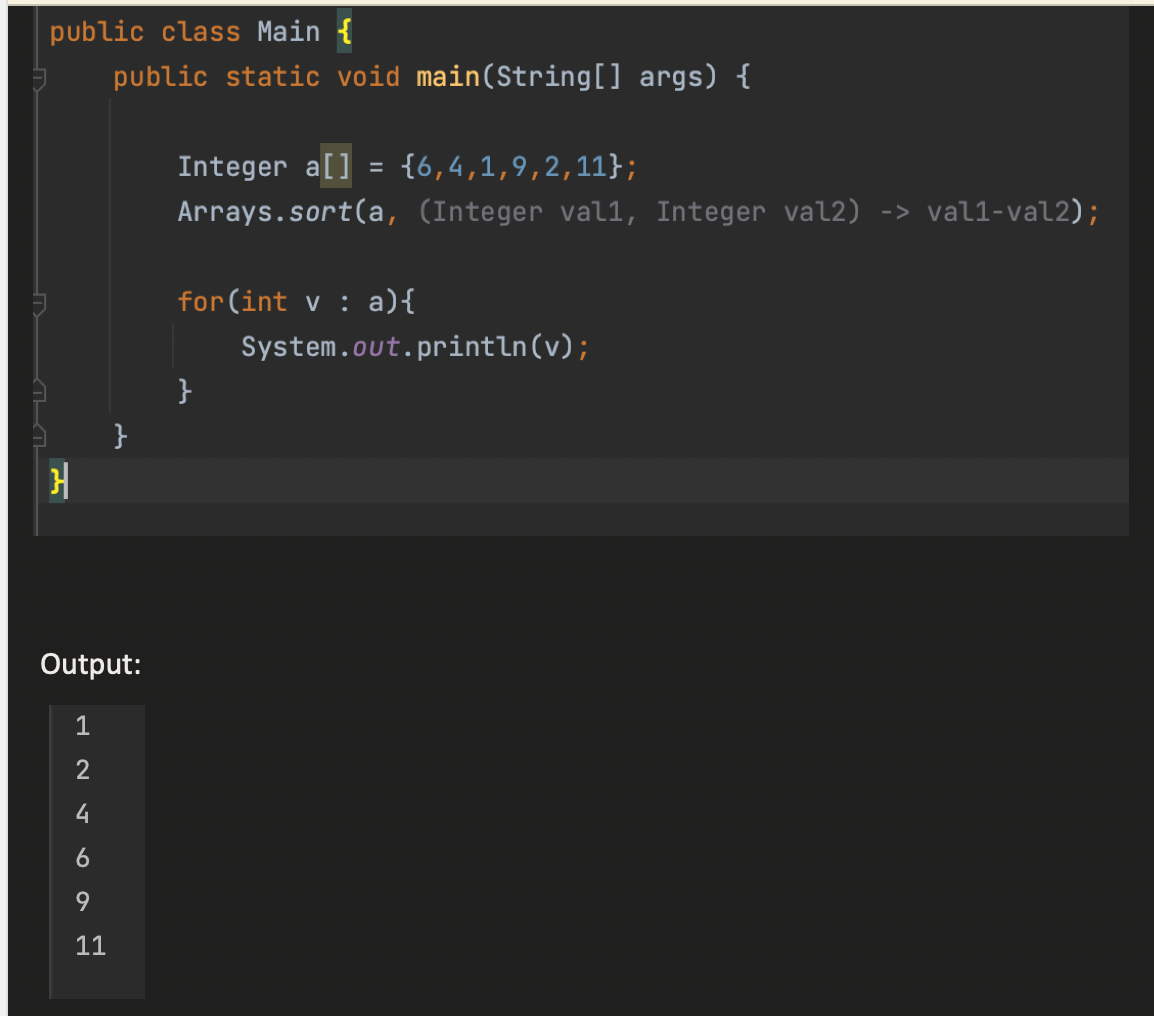 public class Main {
    public static void main(String[] args) {
        Integer a[] = {6,4,1,9,2,11};
        Arrays.sort(a, (Integer val1, Integer val2) -> val1-val2);
        for(int v : a){
            System.out.println(v);
        }
    }
}
Output:
1
2
4
6
9
11